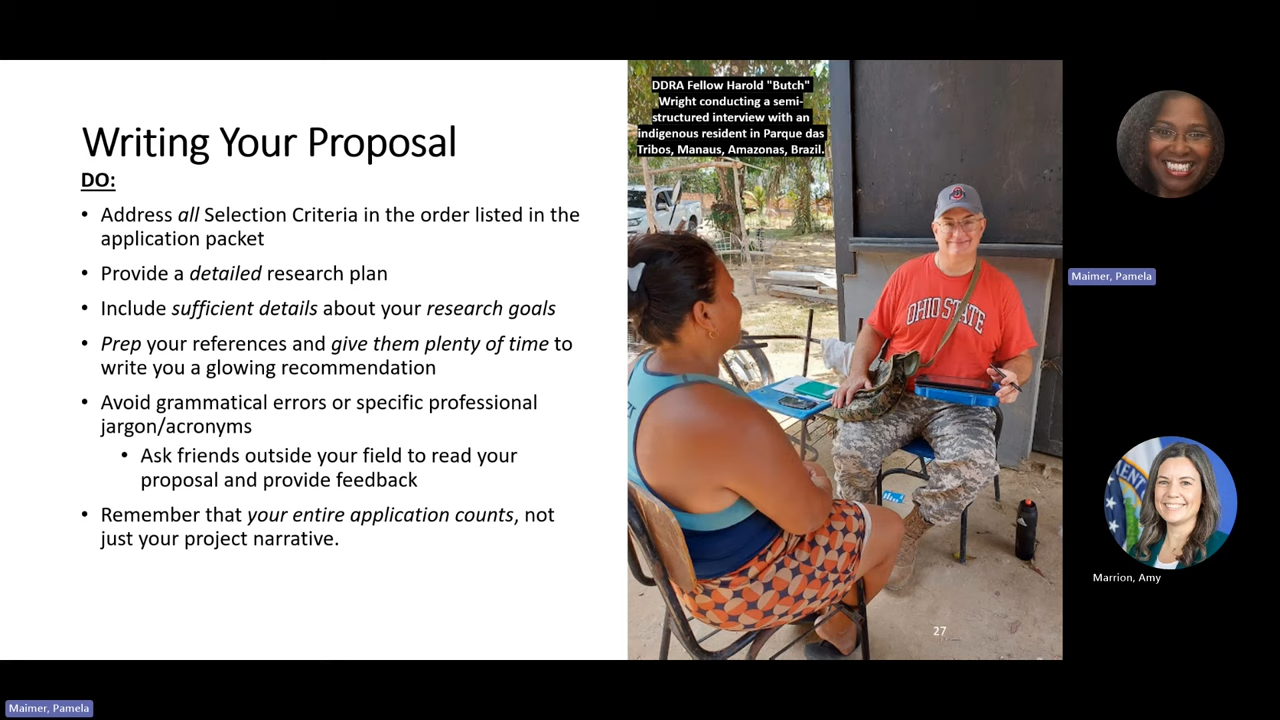 Writing Your Proposal
DO:
• Address all Selection Criteria in the order listed in the
application packet
• Provide a detailed research plan
• Include sufficient details about your research goals
• Prep your references and give them plenty of time to
write you a glowing recommendation
• Avoid grammatical errors or specific professional
jargon/acronyms
• Ask friends outside your field to read your
proposal and provide feedback
• Remember that your entire application counts, not
just your project narrative.
DDRA Fellow Harold "Butch"
Wright conducting a semi-
structured interview with an
indigenous resident in Parque das
Tribos, Manaus, Amazonas, Brazil.
OHIO STATE
27
Maimer, Pamela
Marrion, Amy
Maimer, Pamela